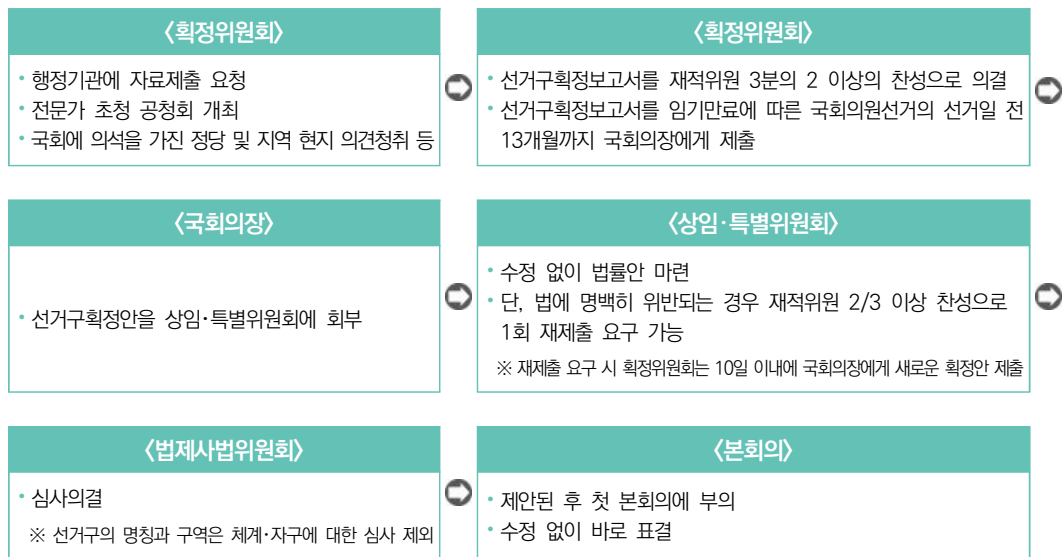 〈획정위원회〉
• 행정기관에 자료제출 요청
• 전문가 초청 공청회 개최
• 국회에 의석을 가진 정당 및 지역 현지 의견청취 등
〈획정위원회〉
• 선거구획정보고서를 재적위원 3분의 2 이상의 찬성으로 의결
• 선거구획정보고서를 임기만료에 따른 국회의원선거의 선거일 전
13개월까지 국회의장에게 제출
〈국회의장〉
• 선거구획정안을 상임·특별위원회에 회부
〈상임·특별위원회〉
• 수정 없이 법률안 마련
• 단, 법에 명백히 위반되는 경우 재적위원 2/3 이상 찬성으로
1회 재제출 요구 가능
※ 재제출 요구 시 획정위원회는 10일 이내에 국회의장에게 새로운 획정안 제출
〈법제사법위원회〉
• 심사의결
※ 선거구의 명칭과 구역은 체계·자구에 대한 심사 제외
〈본회의〉
• 제안된 후 첫 본회의에 부의
• 수정 없이 바로 표결